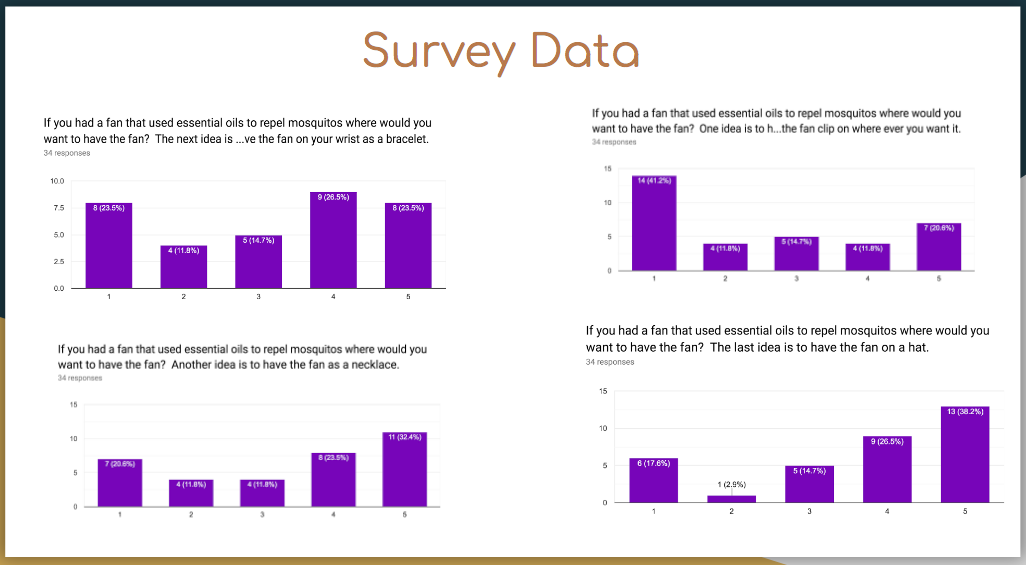 Survey Data
If you had a fan that used essential oils to repel mosquitos where would you
want to have the fan?  The next idea is ...ve the fan on your wrist as a bracelet.
34 responses
10.0
7.5
5.0
2.5
0.0
8 (23.5%)
4 (11.8%)
5 (14.7%)
9 (26.5%)
8 (23.5%)
1 2 3 4 5
If you had a fan that used essential oils to repel mosquitos where would you
want to have the fan?  One idea is to h...the fan clip on where ever you want it.
34 responses
15
10
5
0
14 (41.2%)
4 (11.8%)
5 (14.7%)
4 (11.8%)
7 (20.6%)
1 2 3 4 5
If you had a fan that used essential oils to repel mosquitos where would you
want to have the fan?  Another idea is to have the fan as a necklace.
34 responses
15
10
5
0
7 (20.6%)
4 (11.8%)
4 (11.8%)
8 (23.5%)
11 (32.4%)
1 2 3 4 5
If you had a fan that used essential oils to repel mosquitos where would you
want to have the fan?  The last idea is to have the fan on a hat.
34 responses
15
10
5
0
6 (17.6%)
1 (2.9%)
5 (14.7%)
9 (26.5%)
13 (38.2%)
1 2 3 4 5